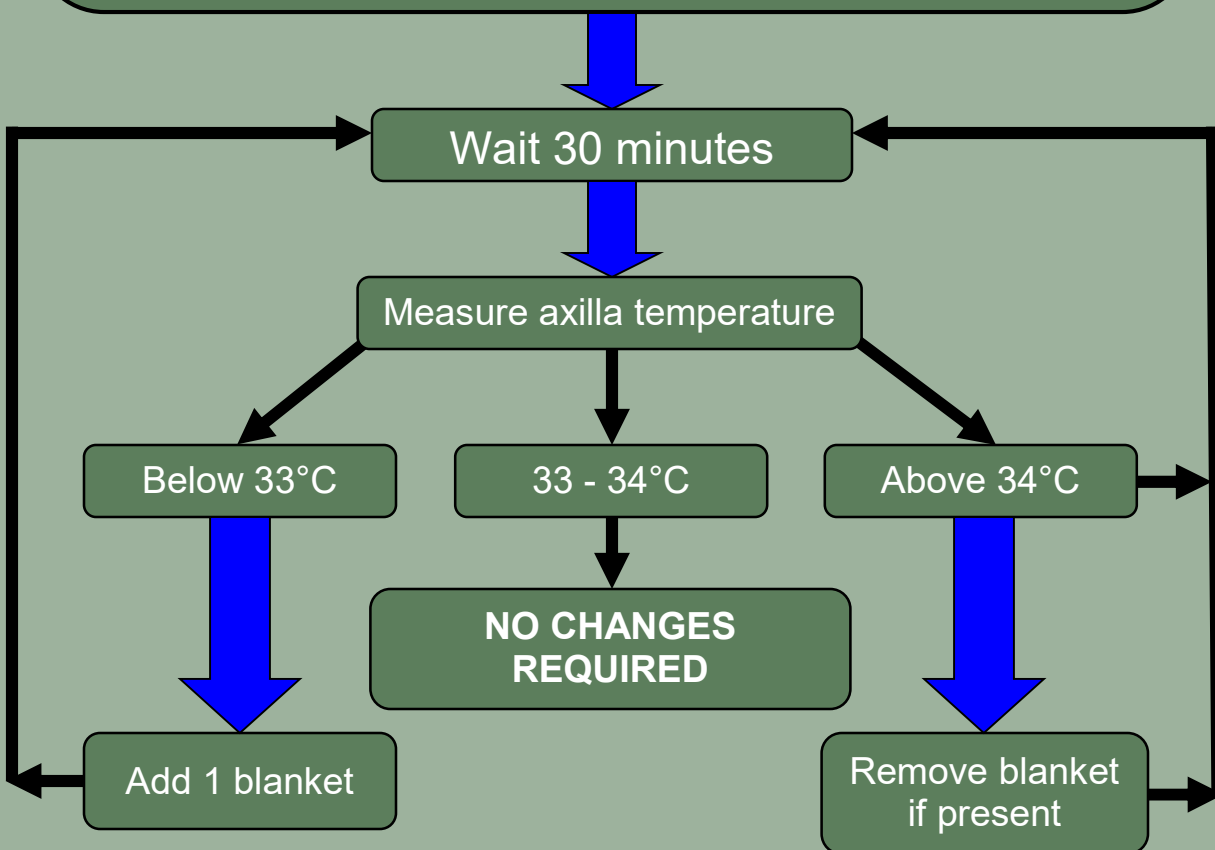 Wait 30 minutes
Measure axilla temperature
Below 33°C
33 - 34°C
Above 34°C
NO CHANGES
REQUIRED
Add 1 blanket
Remove blanket
if present